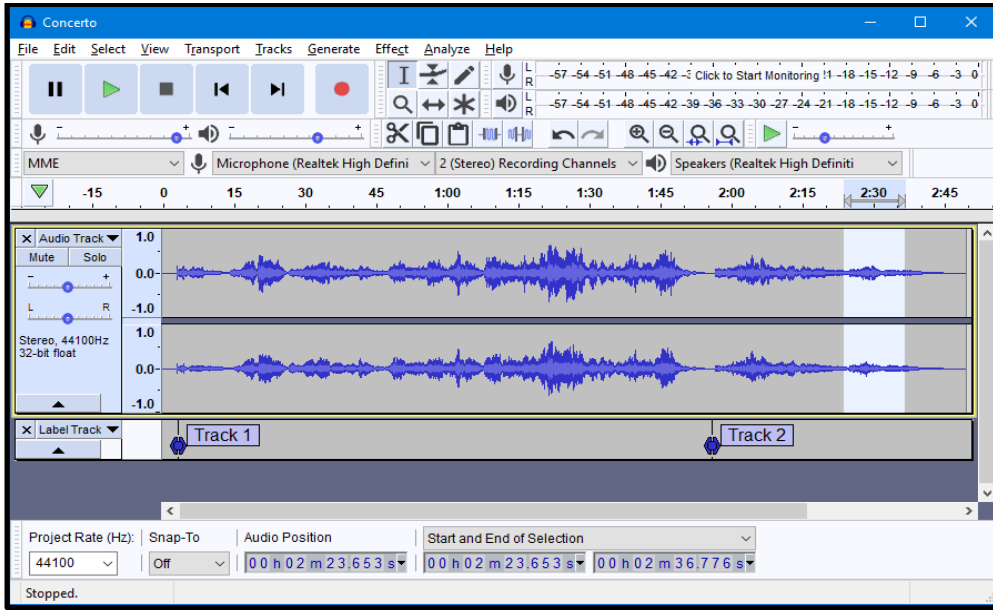 Concerto
File Edit Select View Transport Tracks Generate Effect Analyze Help
L R -57 -54 -51 -48 -45 -42 -3 Click to Start Monitoring !1 -18 -15 -12 -9 -6 -3 0
L R -57 -54 -51 -48 -45 -42 -39 -36 -33 -30 -27 -24 -21 -18 -15 -12 -9 -6 -3 0
- + - + - +
MME Microphone (Realtek High Defini 2 (Stereo) Recording Channels Speakers (Realtek High Definiti
-15 0 15 30 45 1:00 1:15 1:30 1:45 2:00 2:15 2:30 2:45
× Audio Track 1.0
Mute Solo
- + 0.0
L R -1.0
Stereo, 44100Hz 1.0
32-bit float
0.0
-1.0
× Label Track Track 1 Track 2
Project Rate (Hz): Snap-To Audio Position Start and End of Selection
44100 Off 00 h 02 m 23.653 s 00 h 02 m 23.653 s 00 h 02 m 36.776 s
Stopped.